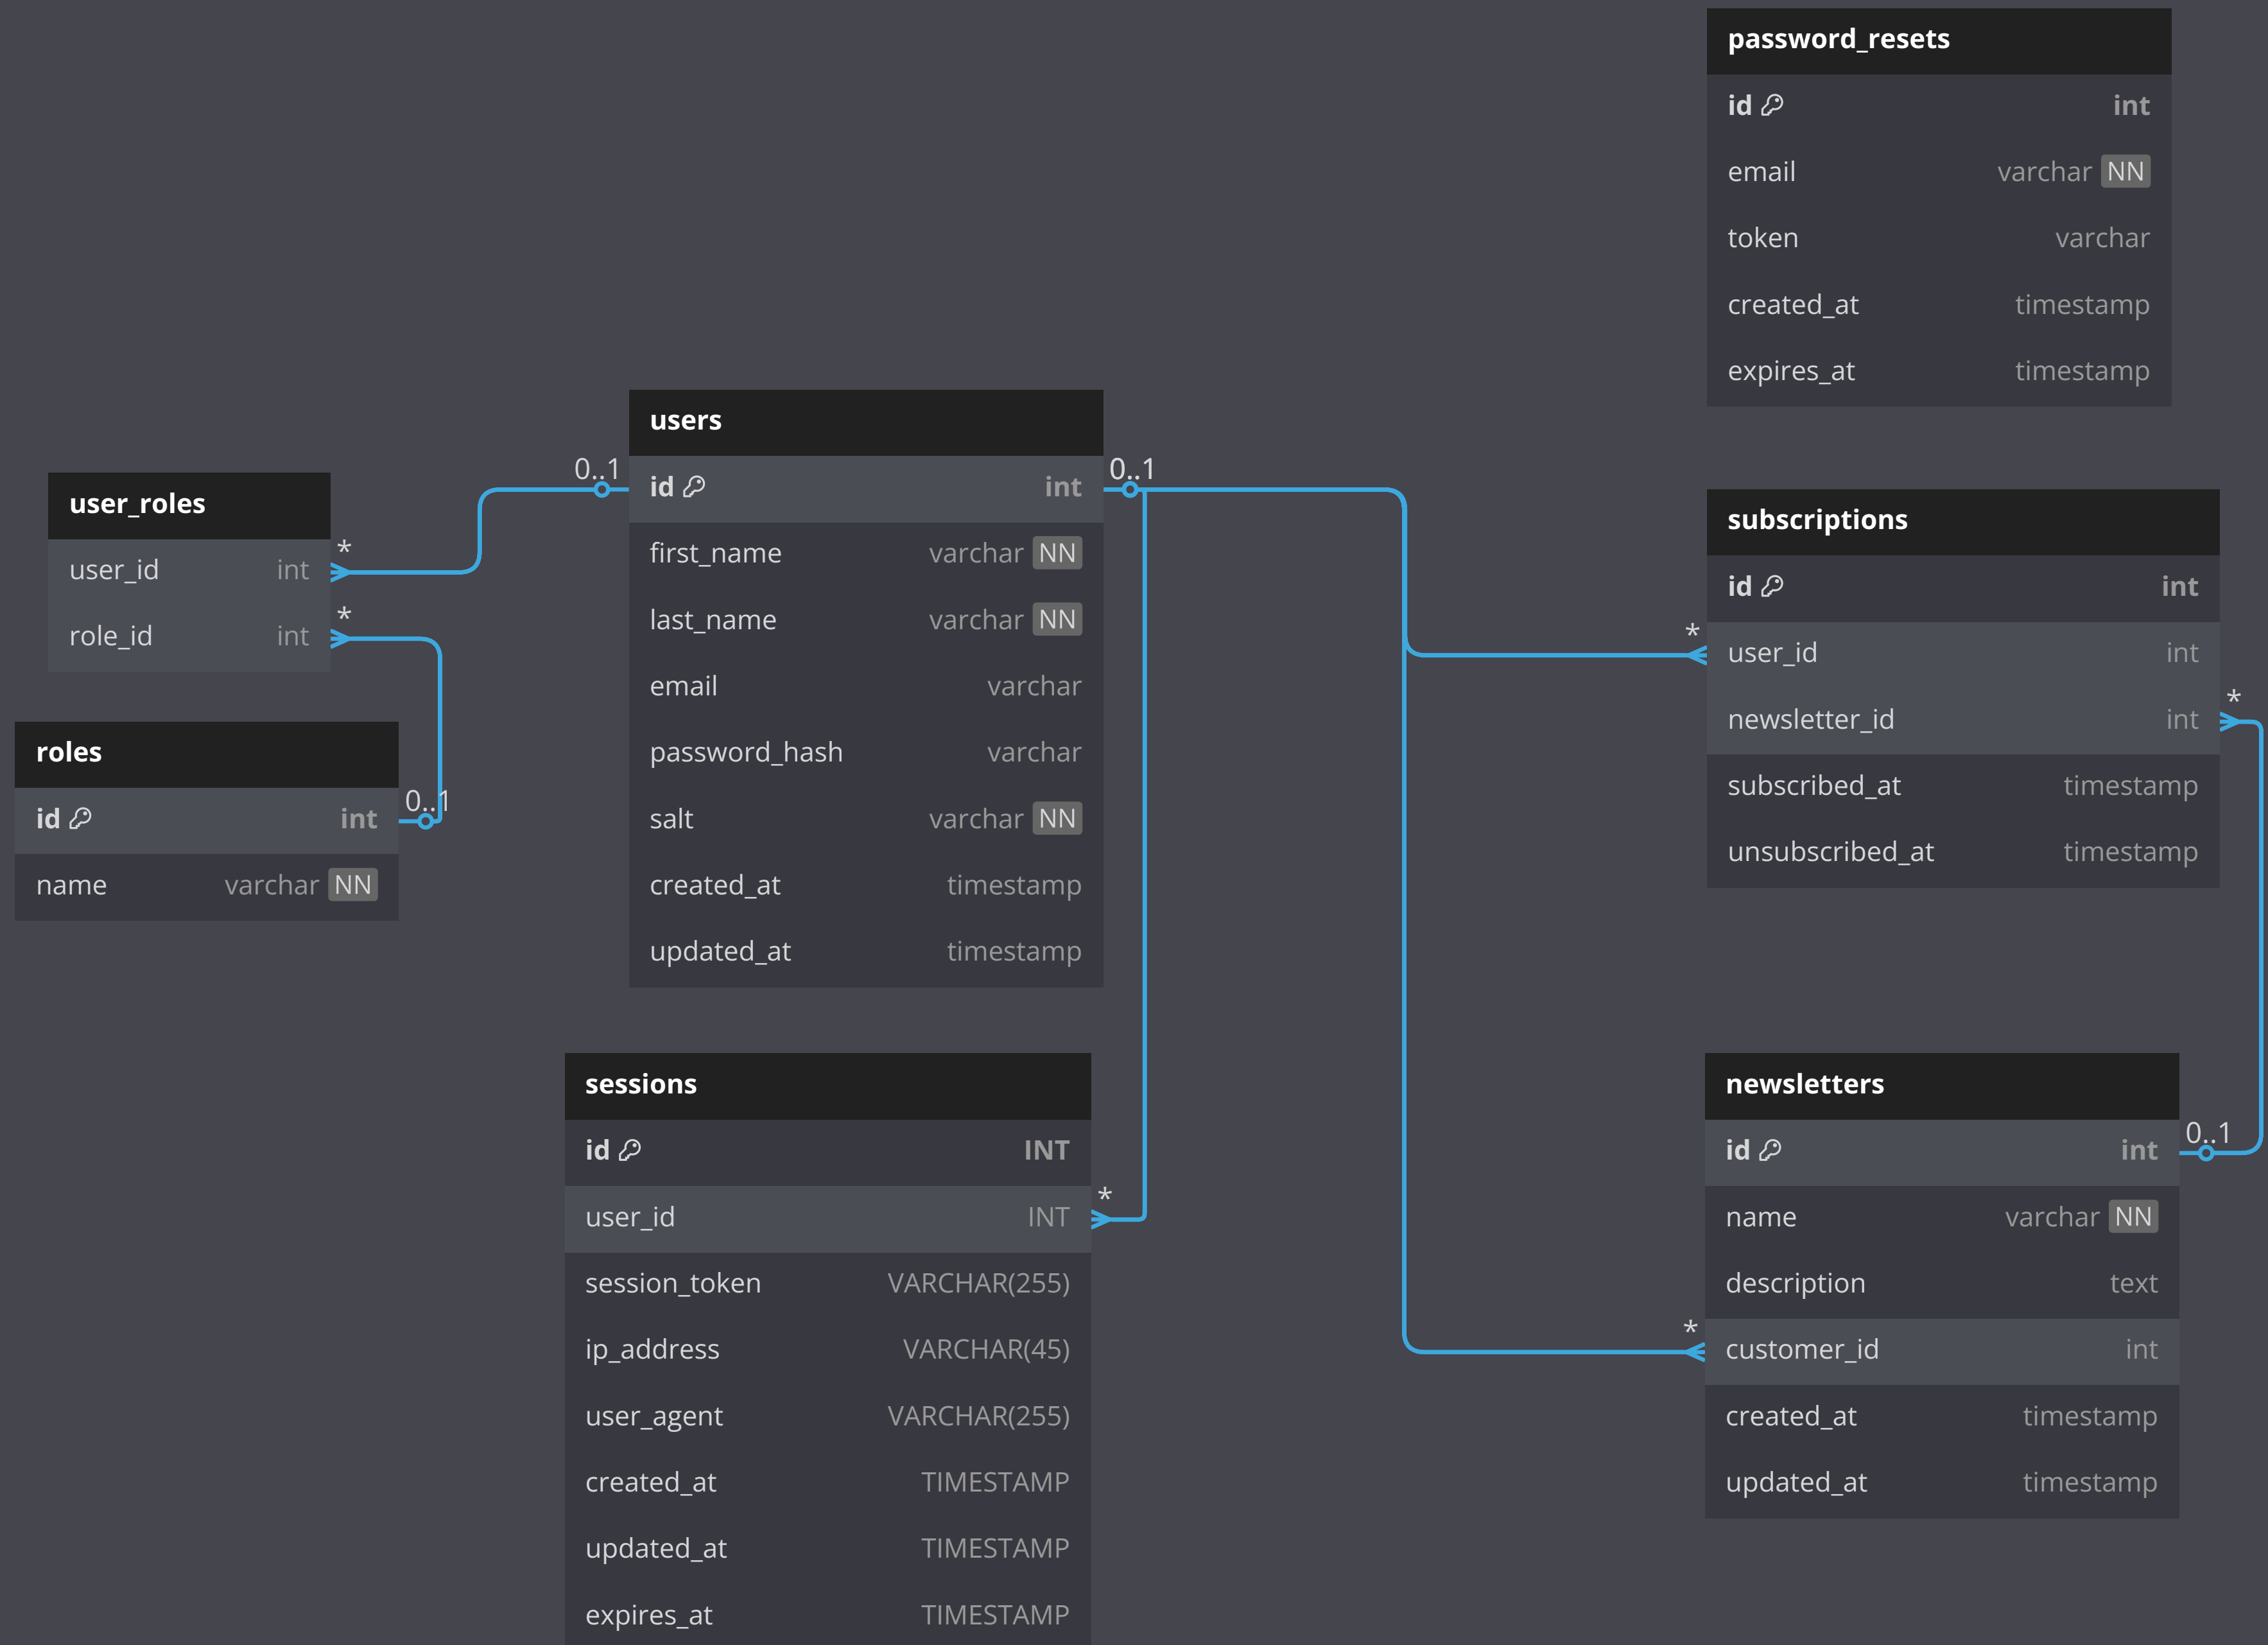 password_resets
id int
email varchar NN
token varchar
created_at timestamp
expires_at timestamp
users
0..1 id int 0..1
first_name varchar NN
last_name varchar NN
email varchar
password_hash varchar
salt varchar NN
created_at timestamp
updated_at timestamp
user_roles
user_id int *
role_id int *
roles
id int 0..1
name varchar NN
subscriptions
id int
* user_id int
newsletter_id int *
subscribed_at timestamp
unsubscribed_at timestamp
sessions
id INT
user_id INT *
session_token VARCHAR(255)
ip_address VARCHAR(45)
user_agent VARCHAR(255)
created_at TIMESTAMP
updated_at TIMESTAMP
expires_at TIMESTAMP
newsletters
id int 0..1
name varchar NN
description text
* customer_id int
created_at timestamp
updated_at timestamp